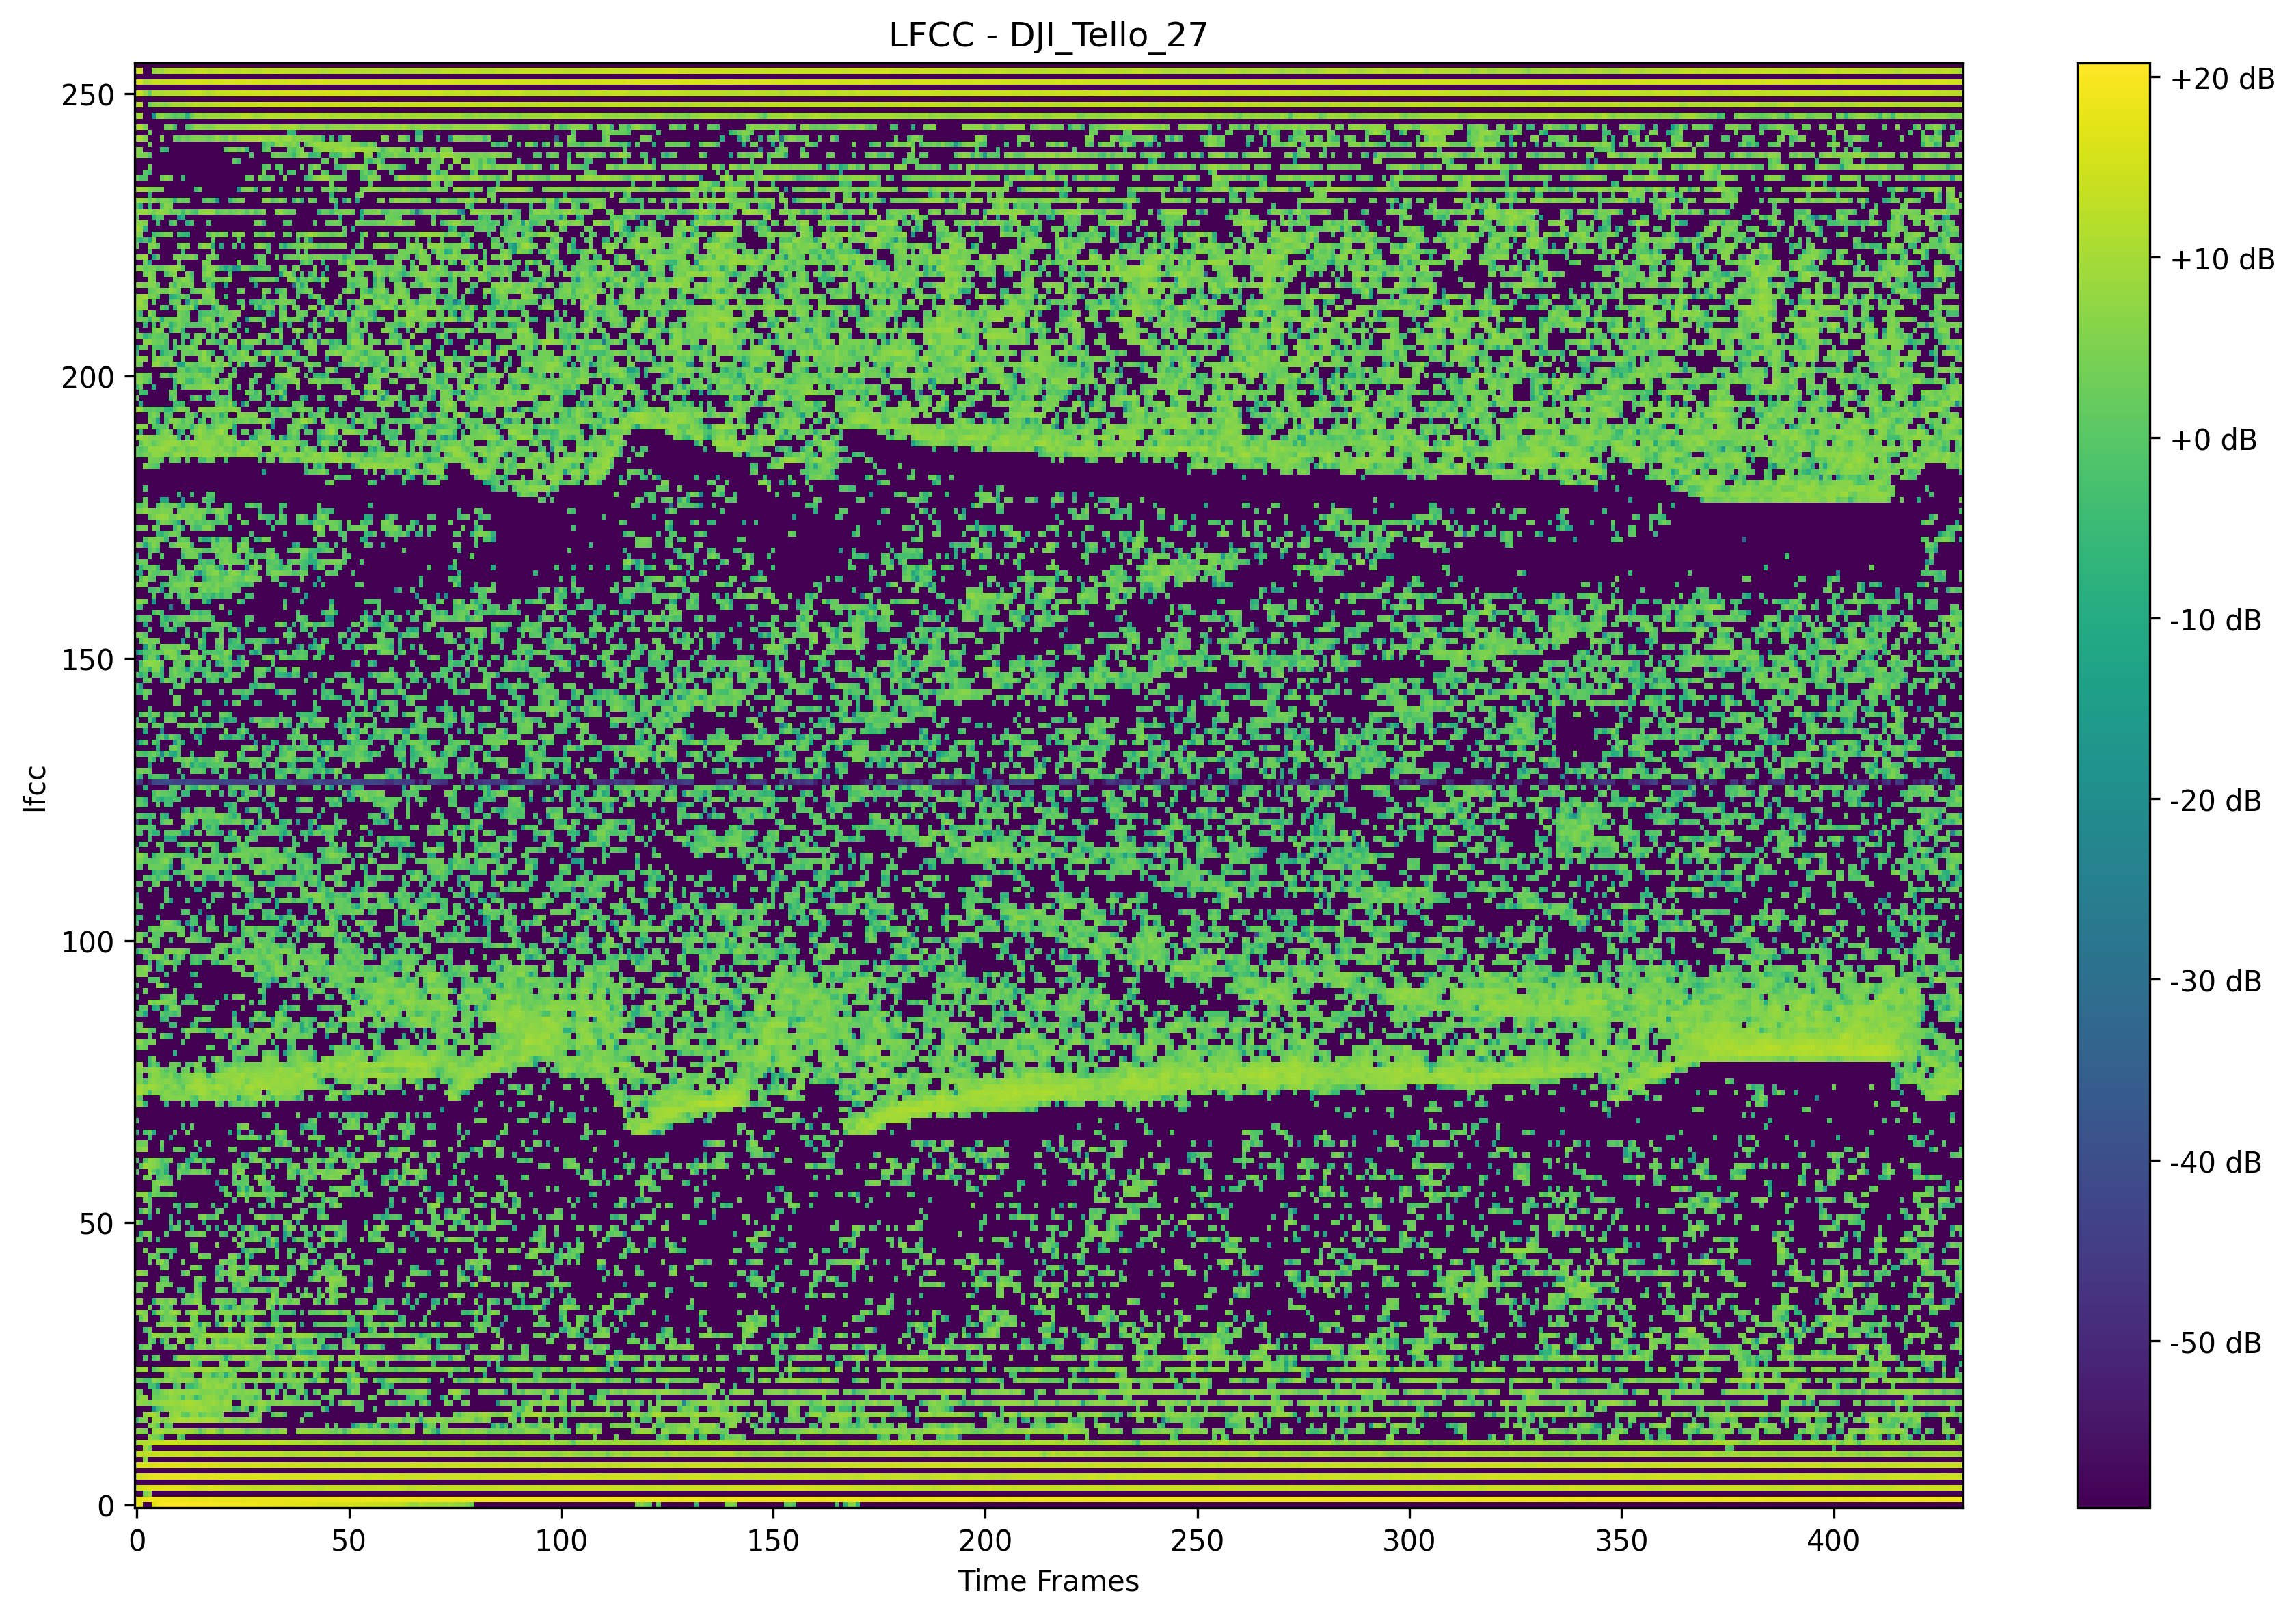 LFCC - DJI_Tello_27
lfcc
250
200
150
100
50
0
0 50 100 150 200 250 300 350 400
Time Frames
+20 dB
+10 dB
+0 dB
-10 dB
-20 dB
-30 dB
-40 dB
-50 dB